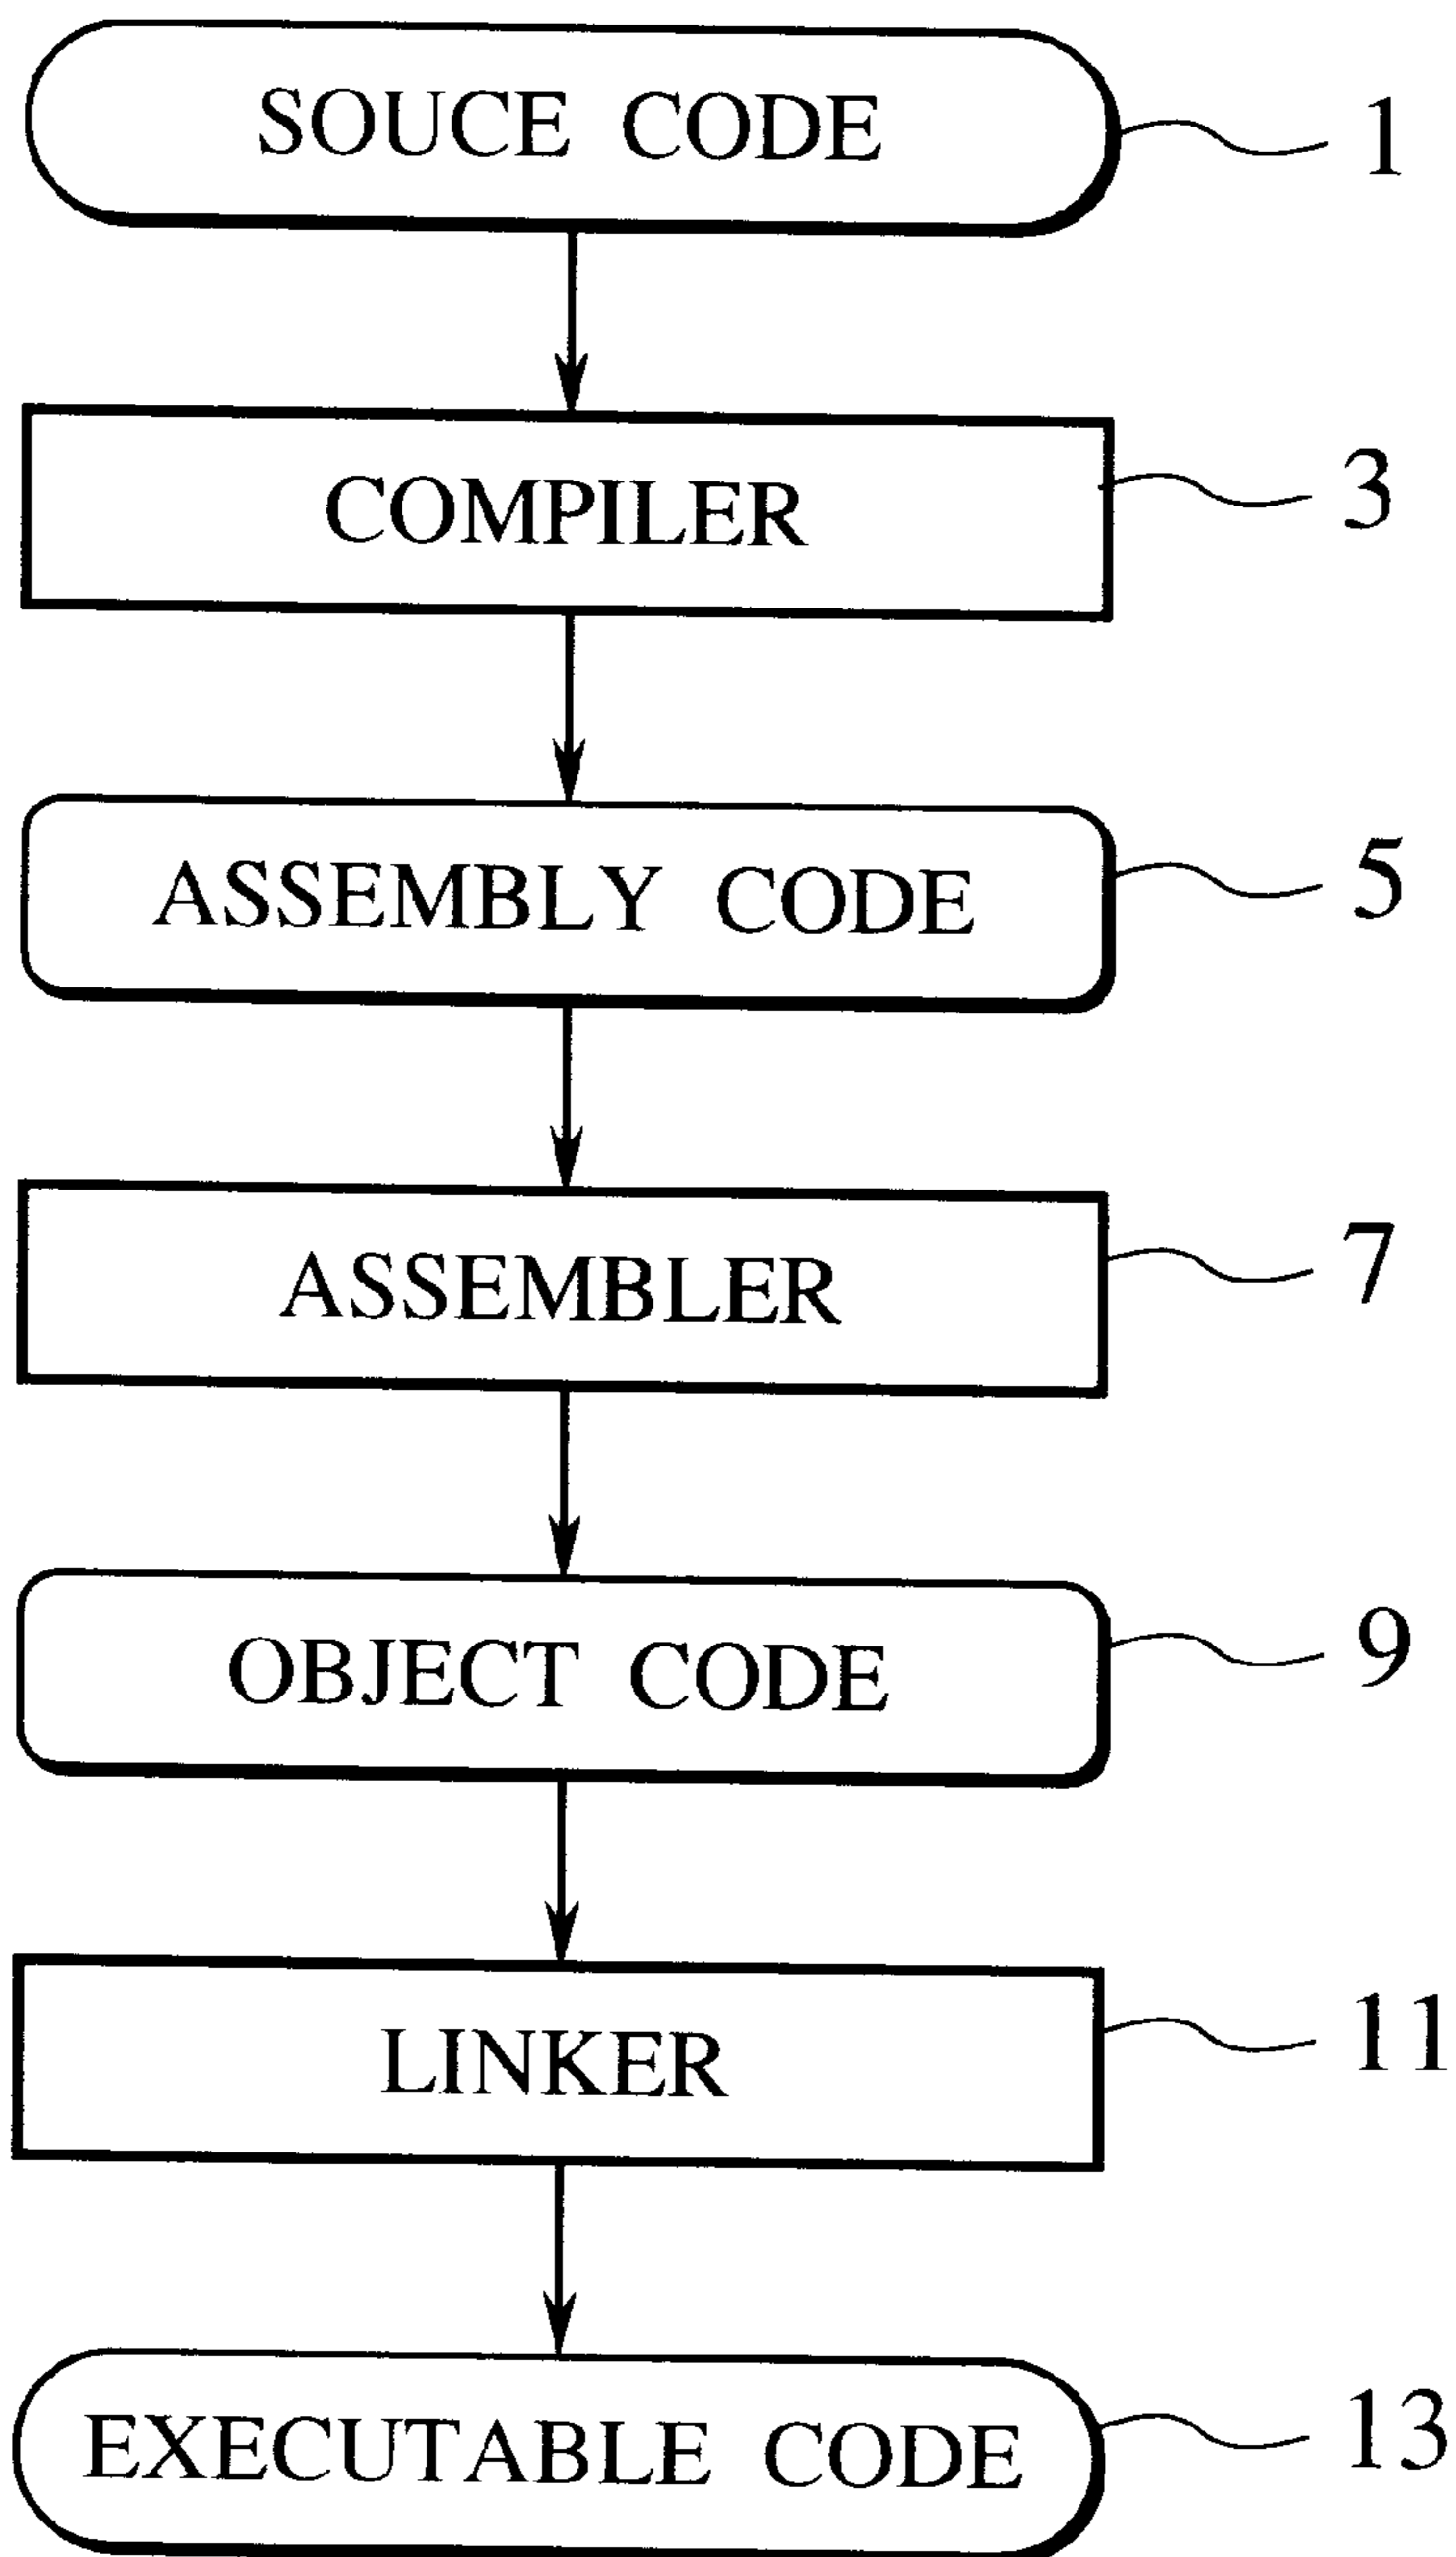 SOUCE CODE 1
COMPILER 3
ASSEMBLY CODE 5
ASSEMBLER 7
OBJECT CODE 9
LINKER 11
EXECUTABLE CODE 13